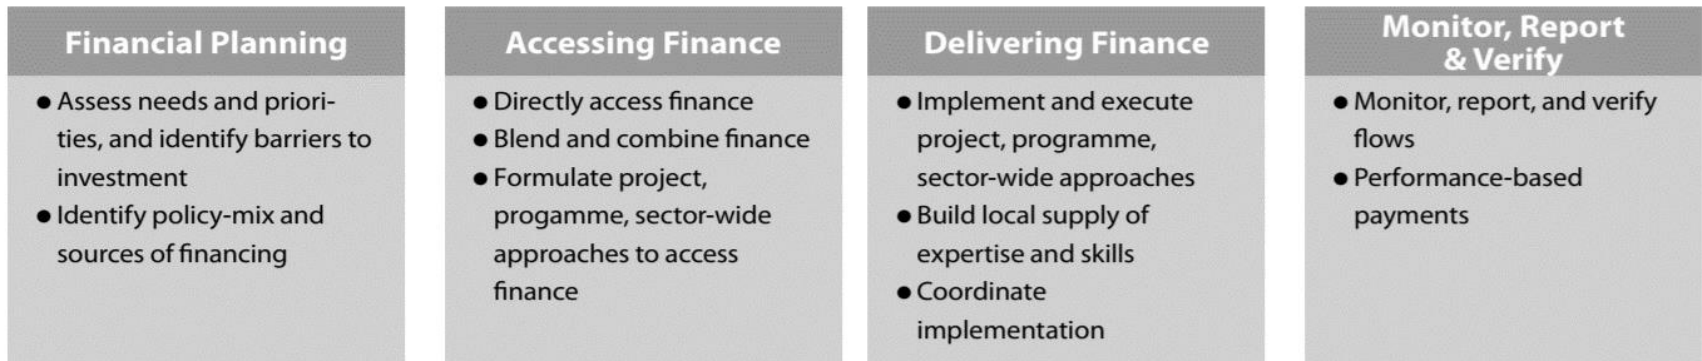 Financial Planning
● Assess needs and priori-
ties, and identify barriers to
investment
● Identify policy-mix and
sources of financing
Accessing Finance
● Directly access finance
● Blend and combine finance
● Formulate project,
progamme, sector-wide
approaches to access
finance
Delivering Finance
● Implement and execute
project, programme,
sector-wide approaches
● Build local supply of
expertise and skills
● Coordinate
implementation
Monitor, Report
& Verify
● Monitor, report, and verify
flows
● Performance-based
payments